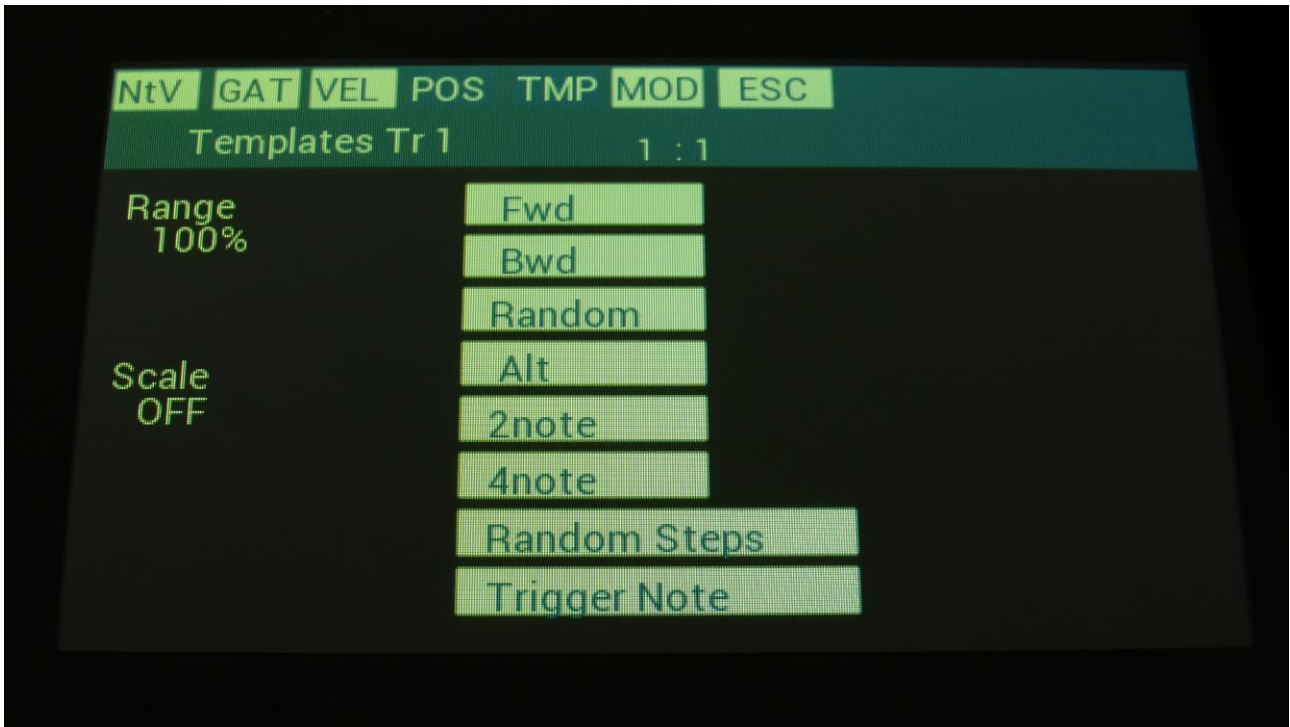 NtV GAT VEL POS TMP MOD ESC
Templates Tr 1 1 : 1
Range
100%
Scale
OFF
Fwd
Bwd
Random
Alt
2note
4note
Random Steps
Trigger Note